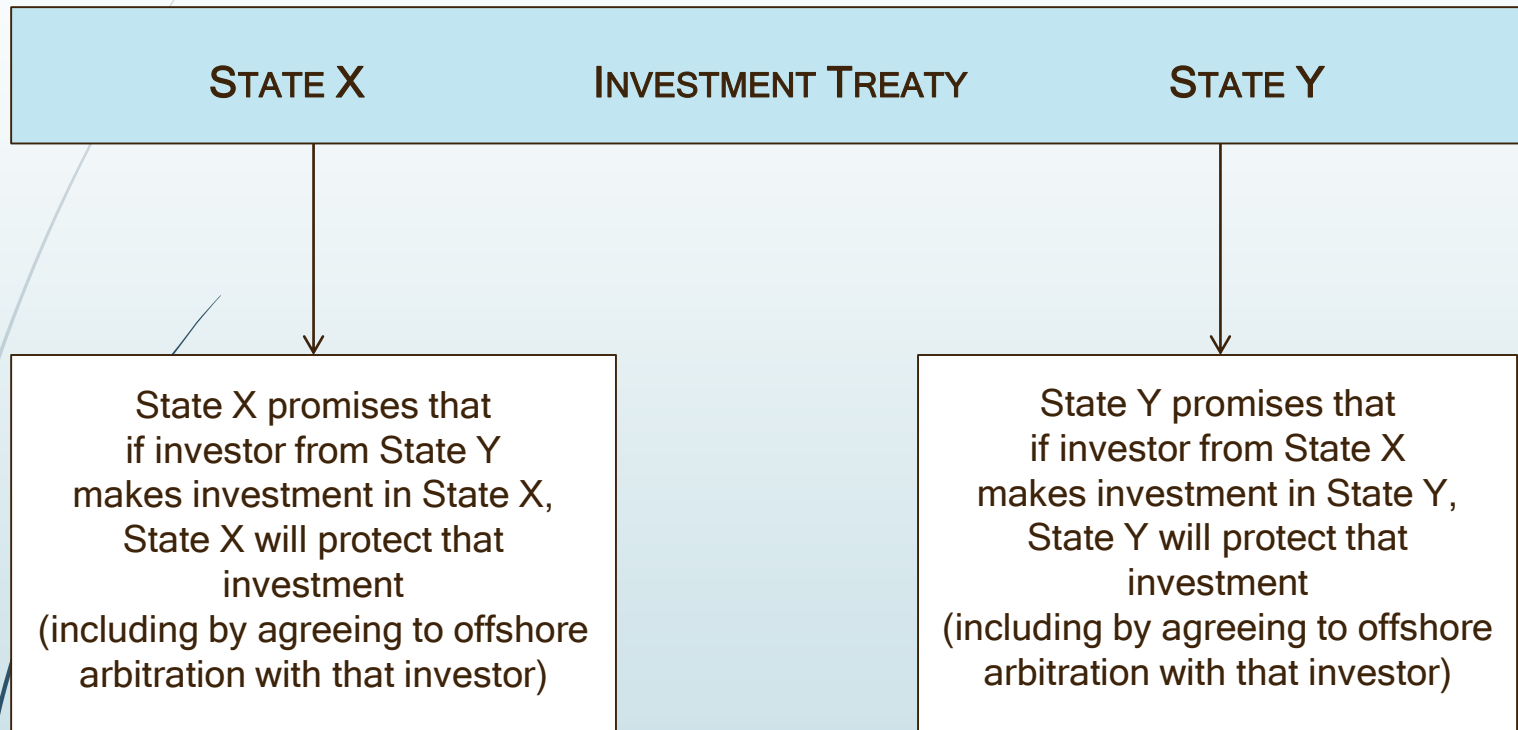 STATE X INVESTMENT TREATY STATE Y
State X promises that
if investor from State Y
makes investment in State X,
State X will protect that
investment
(including by agreeing to offshore
arbitration with that investor)
State Y promises that
if investor from State X
makes investment in State Y,
State Y will protect that
investment
(including by agreeing to offshore
arbitration with that investor)